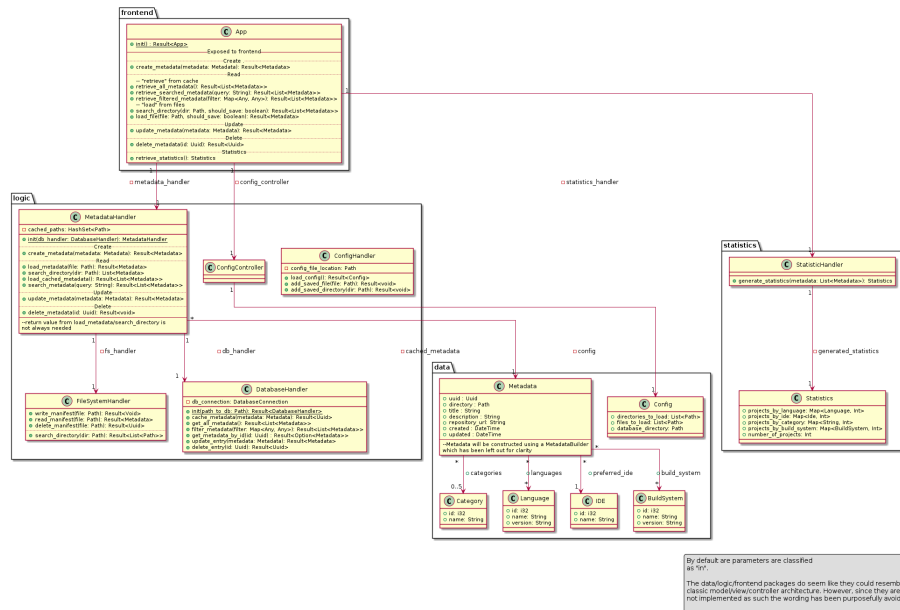 frontend
C App
init() : Result<App>
Exposed to frontend
Create
create_metadata(metadata: Metadata): Result<Metadata>
Read
-- "retrieve" from cache
retrieve_all_metadata(): Result<List<Metadata>>
retrieve_searched_metadata(query: String): Result<List<Metadata>>
retrieve_filtered_metadata(filter: Map<Any, Any>): Result<List<Metadata>>
-- "load" from files
search_directory(dir: Path, should_save: boolean): Result<List<Metadata>>
load_file(file: Path, should_save: boolean): Result<Metadata>
Update
update_metadata(metadata: Metadata): Result<Metadata>
Delete
delete_metadata(id: Uuid): Result<Uuid>
Statistics
retrieve_statistics(): Statistics
1
1
1
metadata_handler
config_controller
statistics_handler
logic
1
C MetadataHandler
cached_paths: HashSet<Path>
init(db_handler: DatabaseHandler): MetadataHandler
Create
create_metadata(metadata: Metadata): Result<Metadata>
Read
load_metadata(file: Path): Result<Metadata>
search_directory(dir: Path): List<Metadata>
load_cached_metadata(): Result<List<Metadata>>
search_metadata(query: String): Result<List<Metadata>>
Update
update_metadata(metadata: Metadata): Result<Metadata>
Delete
delete_metadata(id: Uuid): Result<void>
--return value from load_metadata/search_directory is
not always needed
1
C ConfigController
1
C ConfigHandler
config_file_location: Path
load_config(): Result<Config>
add_saved_file(file: Path): Result<void>
add_saved_directory(dir: Path): Result<void>
statistics
1
C StatisticHandler
generate_statistics(metadata: List<Metadata>): Statistics
1
*
1
1
fs_handler
db_handler
cached_metadata
config
generated_statistics
1
C FileSystemHandler
write_manifest(file: Path): Result<Void>
read_manifest(file: Path): Result<Metadata>
delete_manifest(file: Path): Result<Uuid>
search_directory(dir: Path): Result<List<Path>>
1
C DatabaseHandler
db_connection: DatabaseConnection
init(path_to_db: Path): Result<DatabaseHandler>
cache_metadata(metadata: Metadata): Result<Uuid>
get_all_metadata(): Result<List<Metadata>>
filter_metadata(filter: Map<Any, Any>): Result<List<Metadata>>
get_metadata_by_id(id: Uuid) : Result<Option<Metadata>>
update_entry(metadata: Metadata): Result<Metadata>
delete_entry(id: Uuid): Result<Uuid>
data
1
C Metadata
uuid : Uuid
directory : Path
title : String
description : String
repository_url: String
created : DateTime
updated : DateTime
--Metadata will be constructed using a MetadataBuilder
which has been left out for clarity
1
C Config
directories_to_load: List<Path>
files_to_load: List<Path>
database_directory: Path
1
C Statistics
projects_by_language: Map<Language, Int>
projects_by_ide: Map<Ide, Int>
projects_by_category: Map<String, Int>
projects_by_build_system: Map<BuildSystem, Int>
number_of_projects: Int
*
*
*
*
categories
languages
preferred_ide
build_system
0..5
*
1
*
C Category
id: i32
name: String
C Language
id: i32
name: String
version: String
C IDE
id: i32
name: String
C BuildSystem
id: i32
name: String
version: String
By default are parameters are classified
as "in".
The data/logic/frontend packages do seem like they could
classic model/view/controller architecture. However, since they are
not implemented as such the wording has been purposefully